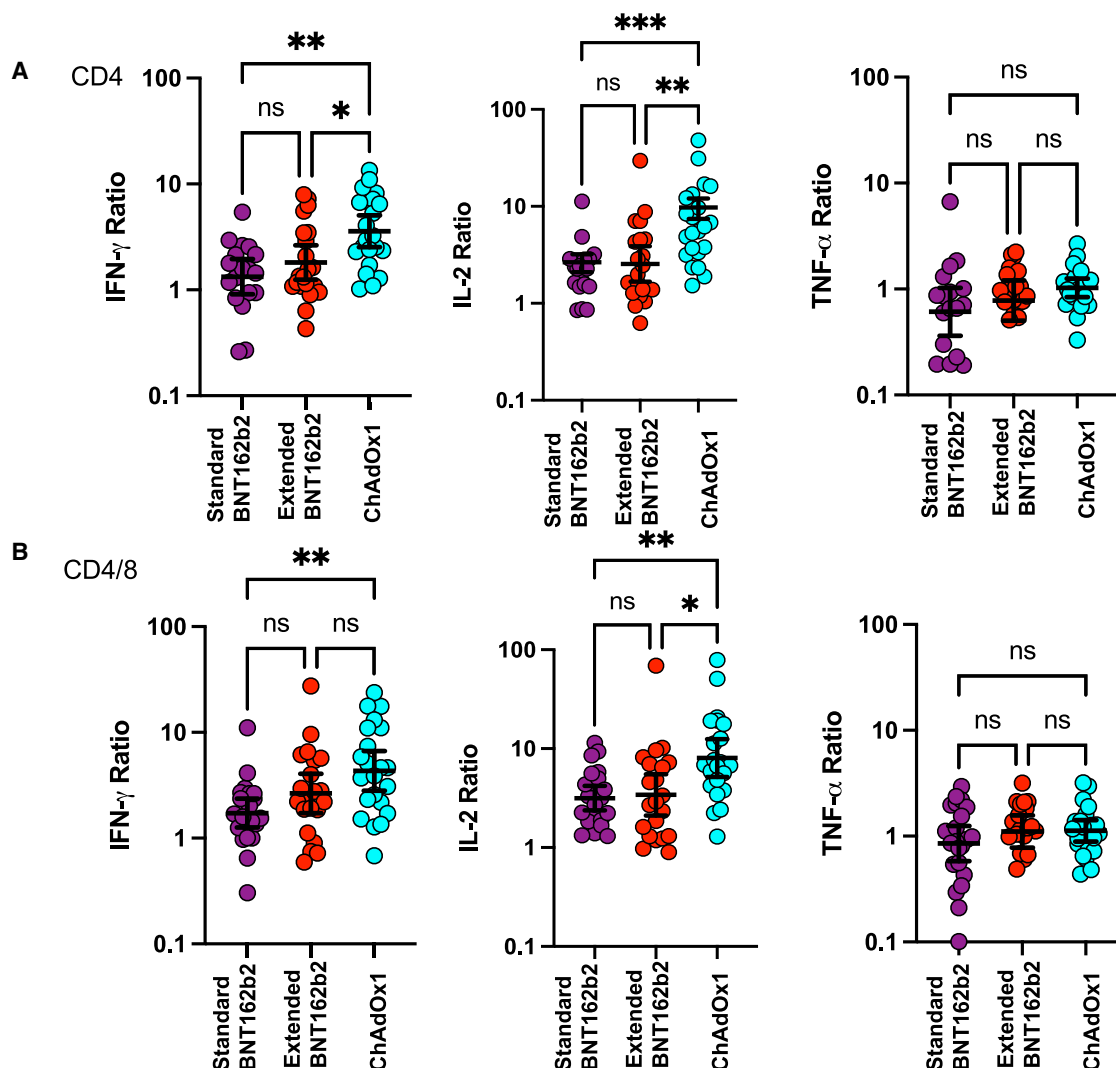 A
CD4
IFN-γ Ratio
100
10
1
0.1
**
ns
*
Standard
BNT162b2
Extended
BNT162b2
ChAdOx1
IL-2 Ratio
100
10
1
0.1
***
ns
**
Standard
BNT162b2
Extended
BNT162b2
ChAdOx1
TNF-α Ratio
100
10
1
0.1
ns
ns
ns
Standard
BNT162b2
Extended
BNT162b2
ChAdOx1
B
CD4/8
IFN-γ Ratio
100
10
1
0.1
**
ns
ns
Standard
BNT162b2
Extended
BNT162b2
ChAdOx1
IL-2 Ratio
100
10
1
0.1
**
ns
*
Standard
BNT162b2
Extended
BNT162b2
ChAdOx1
TNF-α Ratio
100
10
1
0.1
ns
ns
ns
Standard
BNT162b2
Extended
BNT162b2
ChAdOx1